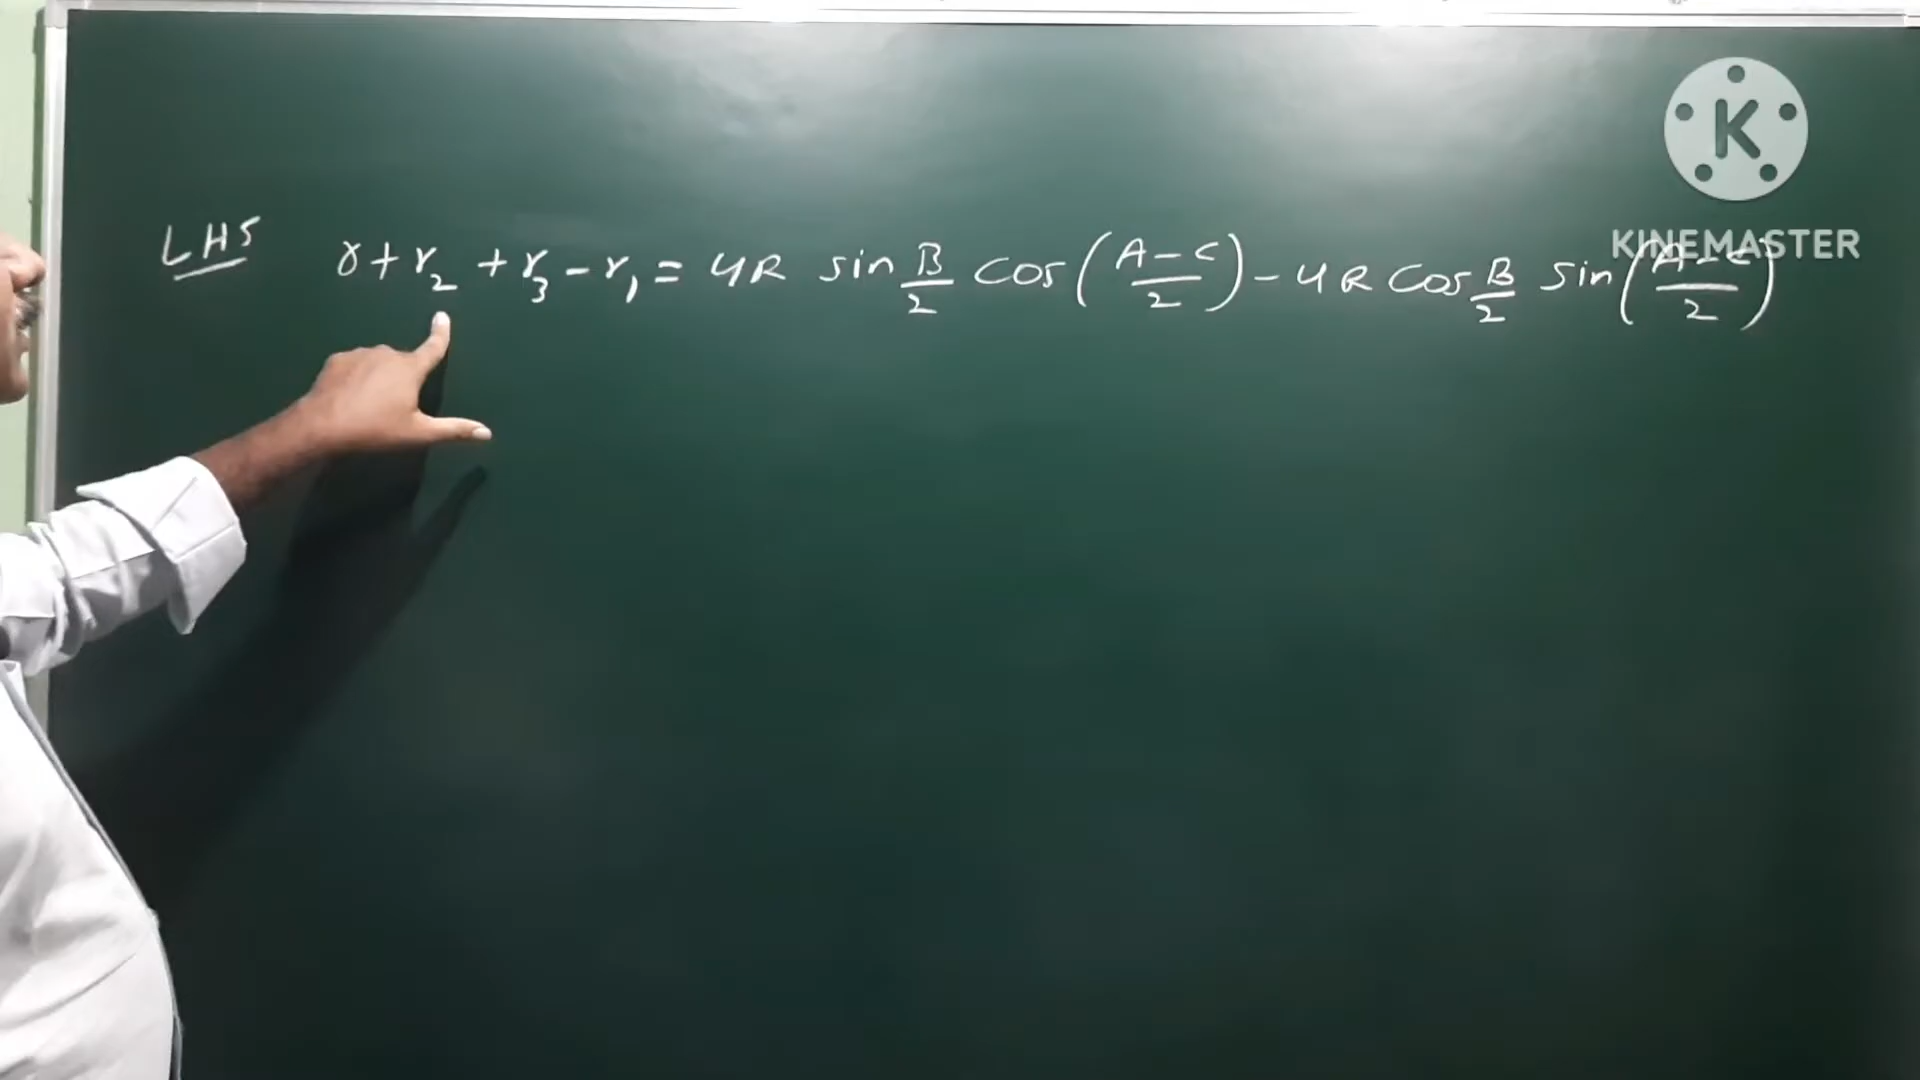 K
KINEMASTER
LHS r + r₂ + r₃ - r₁ = 4R sin B/2 cos((A-C)/2) - 4R cos B/2 sin((A-C)/2)